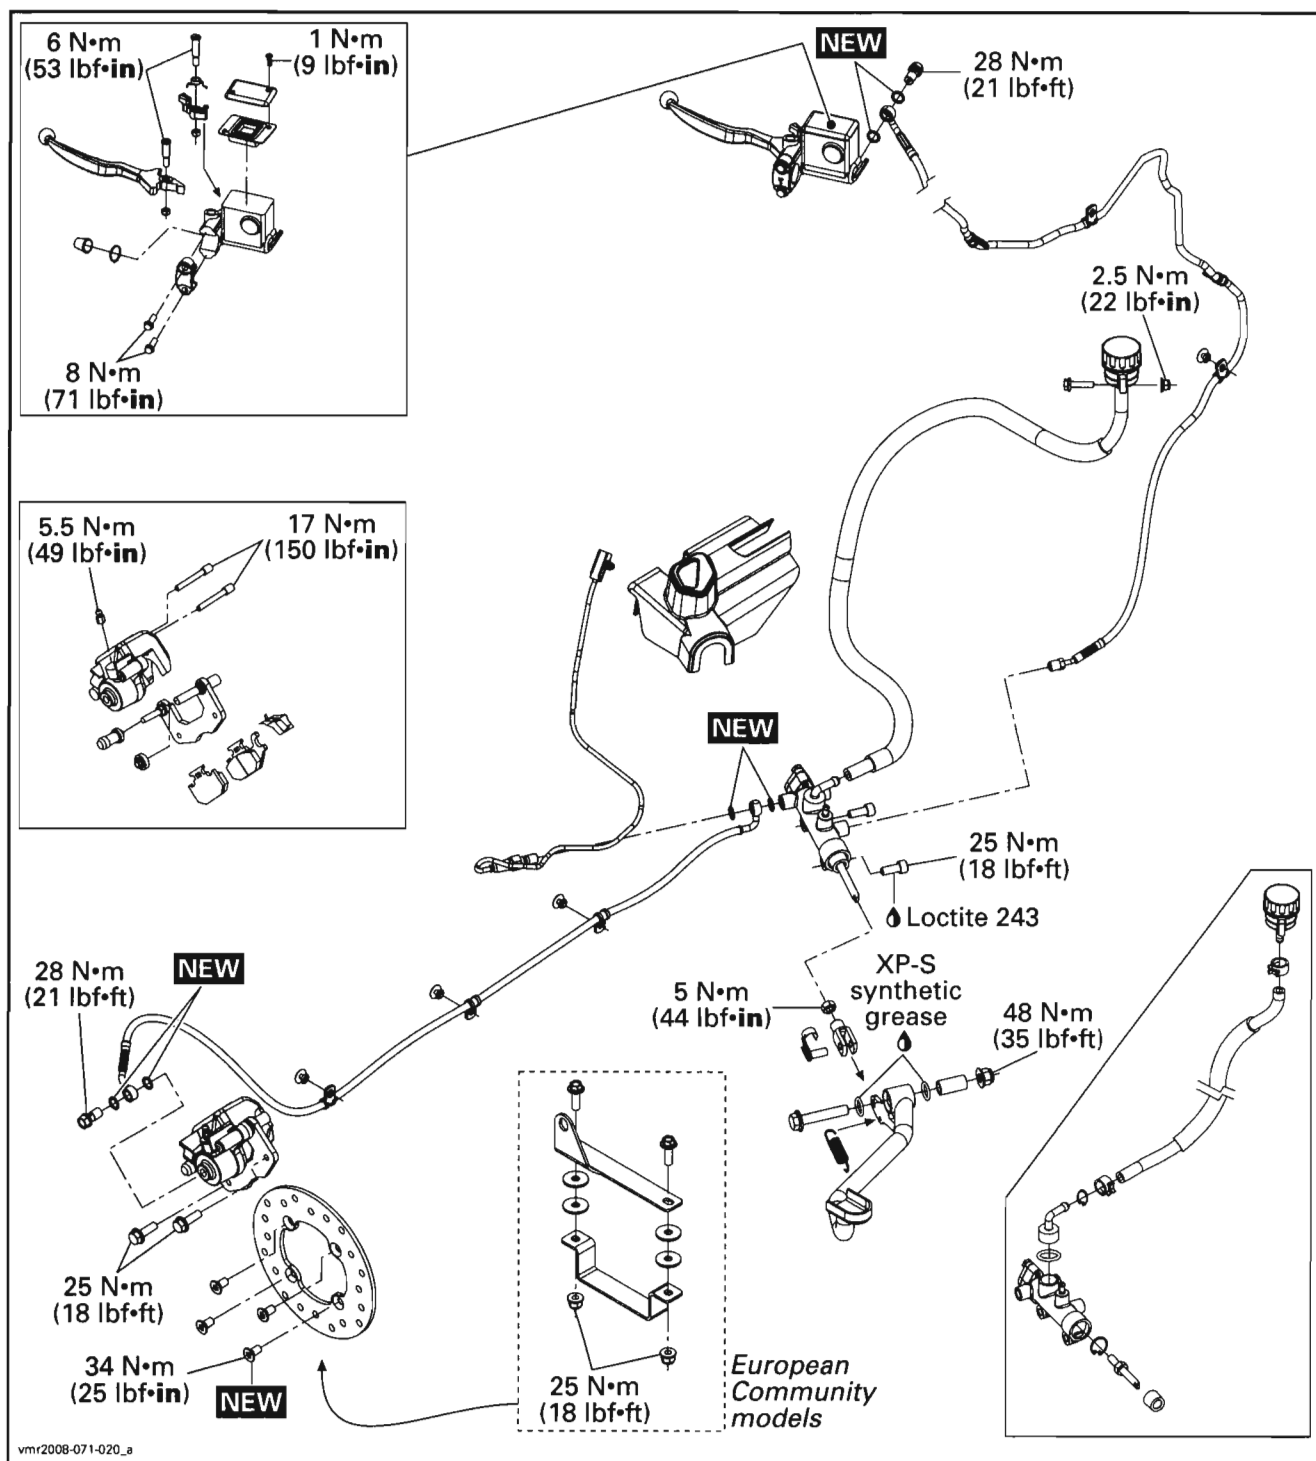 6 N•m
(53 lbf•in)
1 N•m
(9 lbf•in)
8 N•m
(71 lbf•in)
NEW
28 N•m
(21 lbf•ft)
2.5 N•m
(22 lbf•in)
5.5 N•m
(49 lbf•in)
17 N•m
(150 lbf•in)
NEW
25 N•m
(18 lbf•ft)
Loctite 243
28 N•m
(21 lbf•ft)
NEW
5 N•m
(44 lbf•in)
XP-S
synthetic
grease
48 N•m
(35 lbf•ft)
25 N•m
(18 lbf•ft)
34 N•m
(25 lbf•in)
NEW
25 N•m
(18 lbf•ft)
European
Community
models
vmr2008-071-020_a